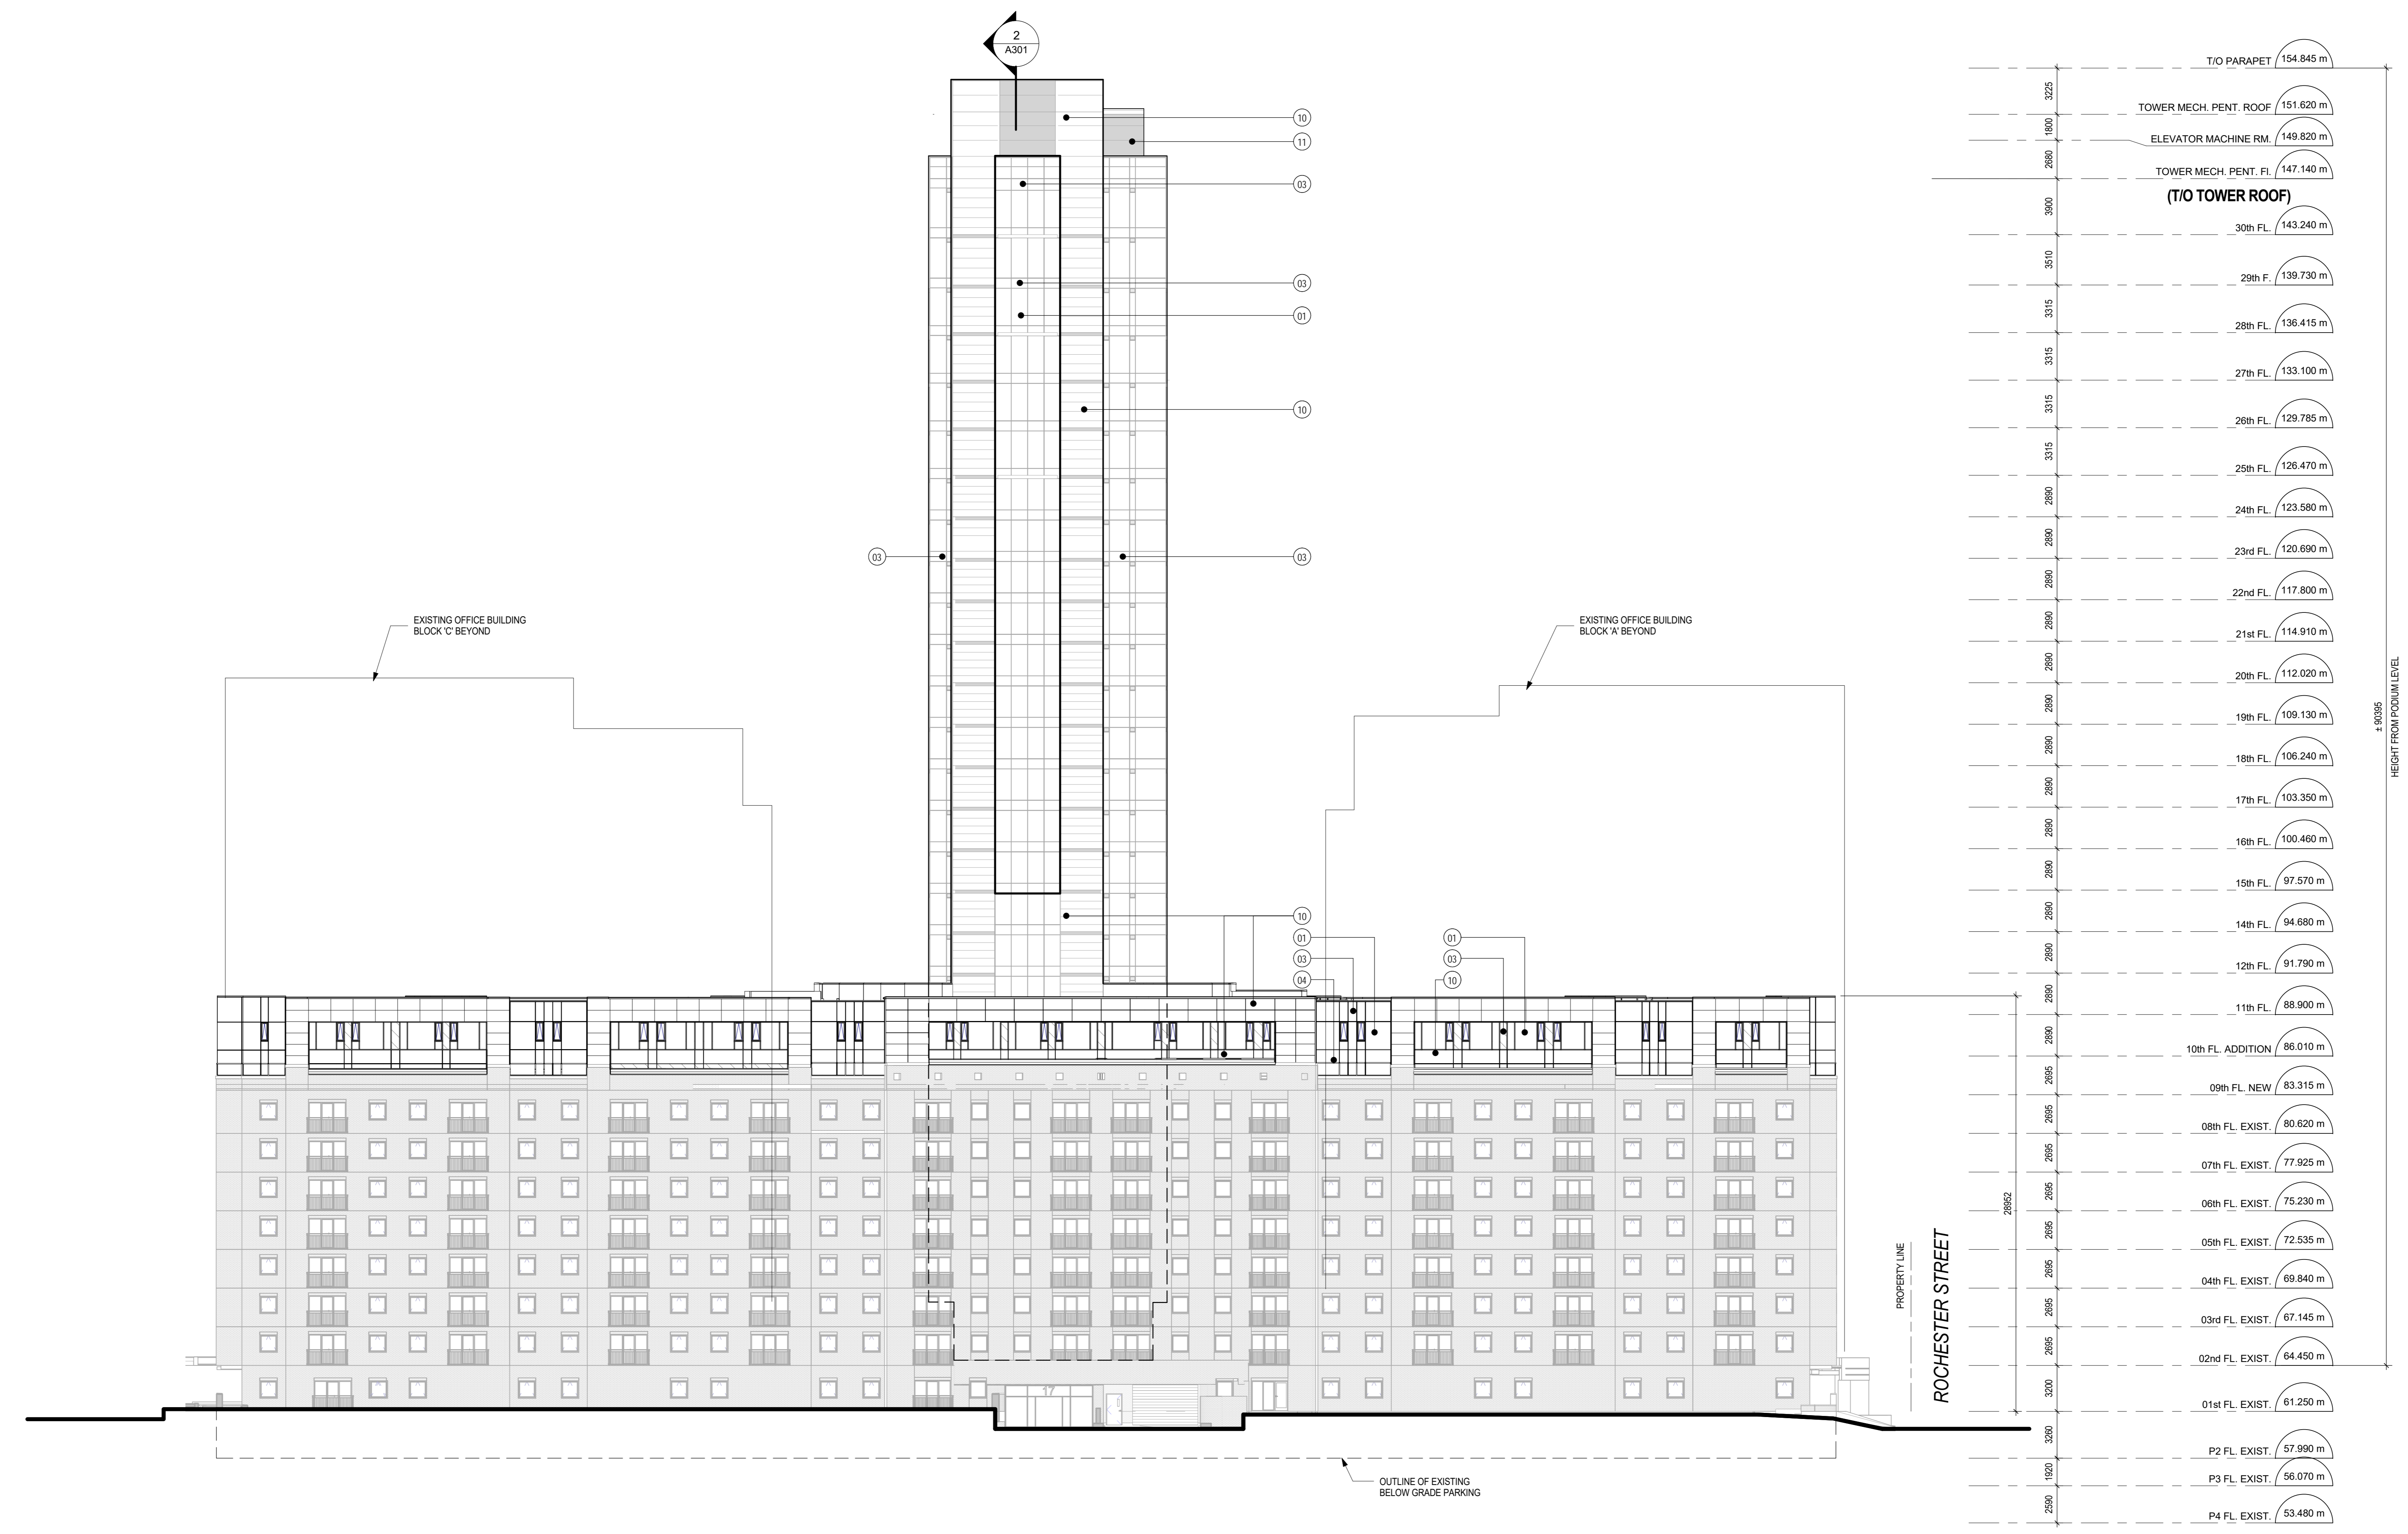 2
A301
10
11
03
03
01
10
03
03
EXISTING OFFICE BUILDING
BLOCK 'C' BEYOND
EXISTING OFFICE BUILDING
BLOCK 'A' BEYOND
10
01
03
04
01
03
10
17
OUTLINE OF EXISTING
BELOW GRADE PARKING
PROPERTY LINE
ROCHESTER STREET
28952
T/O PARAPET 154.845 m
3225
TOWER MECH. PENT. ROOF 151.620 m
1800
ELEVATOR MACHINE RM. 149.820 m
2680
TOWER MECH. PENT. Fl. 147.140 m
(T/O TOWER ROOF)
3900
30th FL. 143.240 m
3510
29th F. 139.730 m
3315
28th FL. 136.415 m
3315
27th FL. 133.100 m
3315
26th FL. 129.785 m
3315
25th FL. 126.470 m
2890
24th FL. 123.580 m
2890
23rd FL. 120.690 m
2890
22nd FL. 117.800 m
2890
21st FL. 114.910 m
2890
20th FL. 112.020 m
2890
19th FL. 109.130 m
2890
18th FL. 106.240 m
2890
17th FL. 103.350 m
2890
16th FL. 100.460 m
2890
15th FL. 97.570 m
2890
14th FL. 94.680 m
2890
12th FL. 91.790 m
2890
11th FL. 88.900 m
2890
10th FL. ADDITION 86.010 m
2695
09th FL. NEW 83.315 m
2695
08th FL. EXIST. 80.620 m
2695
07th FL. EXIST. 77.925 m
2695
06th FL. EXIST. 75.230 m
2695
05th FL. EXIST. 72.535 m
2695
04th FL. EXIST. 69.840 m
2695
03rd FL. EXIST. 67.145 m
2695
02nd FL. EXIST. 64.450 m
3200
01st FL. EXIST. 61.250 m
3260
P2 FL. EXIST. 57.990 m
1920
P3 FL. EXIST. 56.070 m
2590
P4 FL. EXIST. 53.480 m
± 90395
HEIGHT FROM PODIUM LEVEL